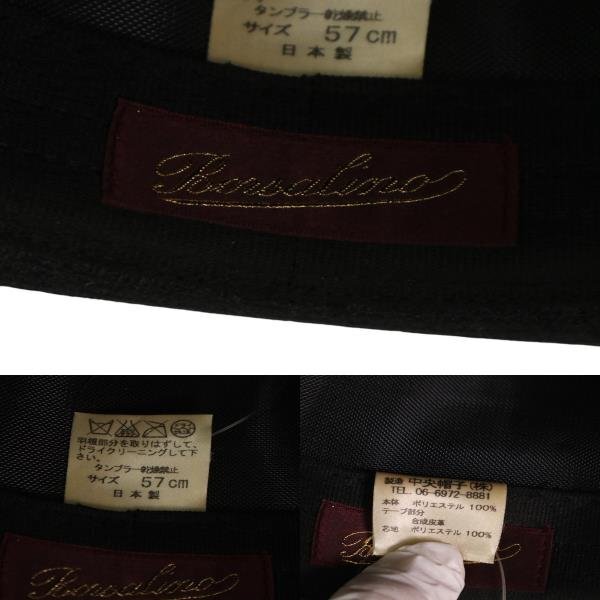 タンブラー乾燥禁止
サイズ 57cm
日本製
Bowalino
羽根部分を取りはずして、
ドライクリーニングして下
さい。
タンブラー乾燥禁止
サイズ 57cm
日本製
Bowalino
製造 中央帽子(株)
TEL. 06-6972-8881
本体 ポリエステル 100%
テープ部分
合成皮革
芯地 ポリエステル 100%